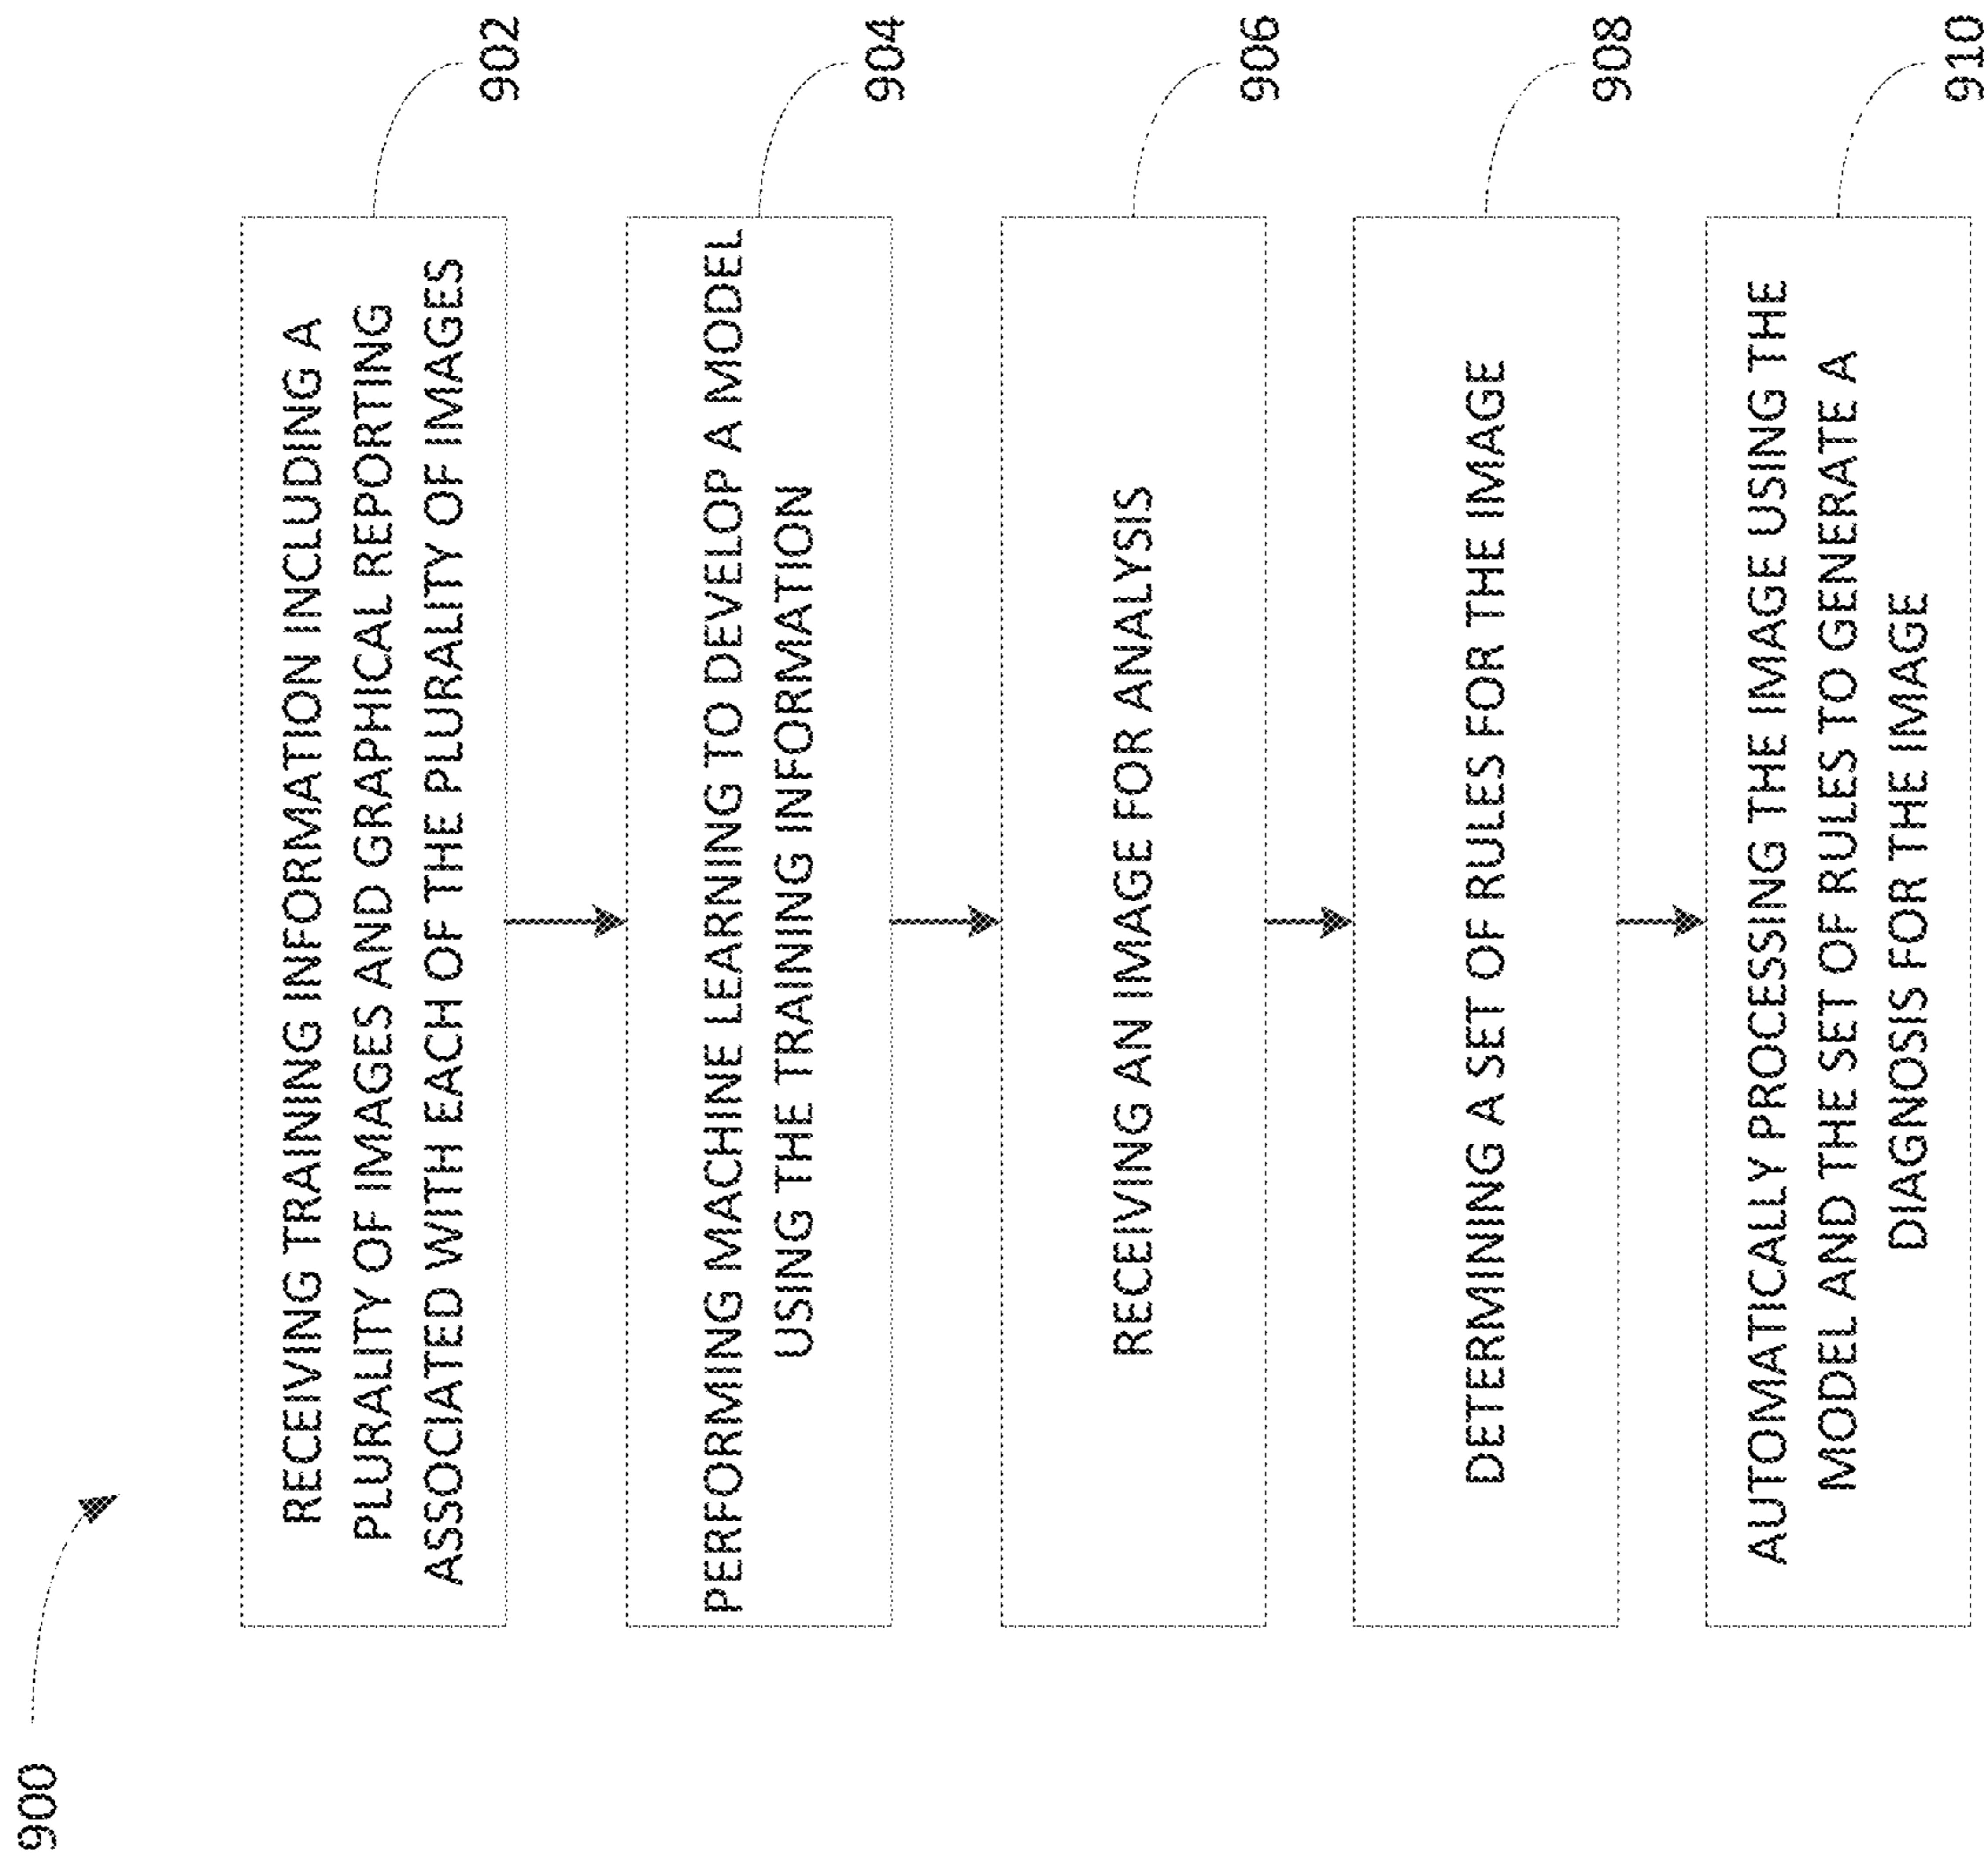 900
RECEIVING TRAINING INFORMATION INCLUDING A
PLURALITY OF IMAGES AND GRAPHICAL REPORTING
ASSOCIATED WITH EACH OF THE PLURALITY OF IMAGES
902
PERFORMING MACHINE LEARNING TO DEVELOP A MODEL
USING THE TRAINING INFORMATION
904
RECEIVING AN IMAGE FOR ANALYSIS
906
DETERMINING A SET OF RULES FOR THE IMAGE
908
AUTOMATICALLY PROCESSING THE IMAGE USING THE
MODEL AND THE SET OF RULES TO GENERATE A
DIAGNOSIS FOR THE IMAGE
910